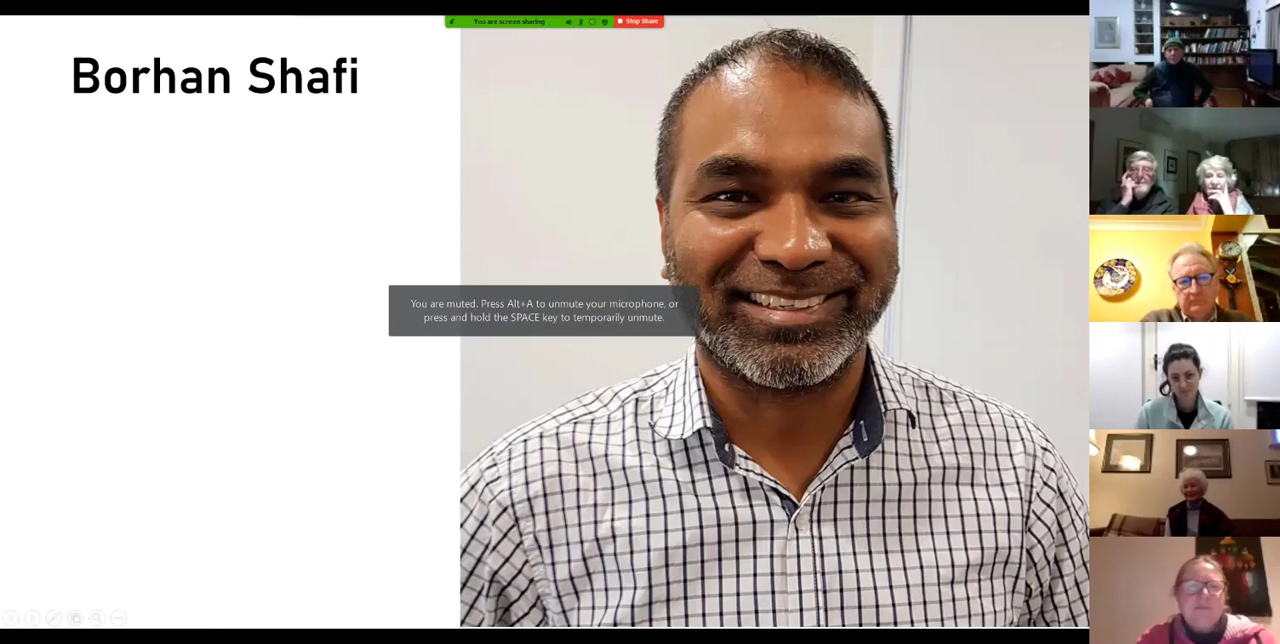 You are screen sharing
Stop Share
Borhan Shafi
You are muted. Press Alt+A to unmute your microphone, or
press and hold the SPACE key to temporarily unmute.